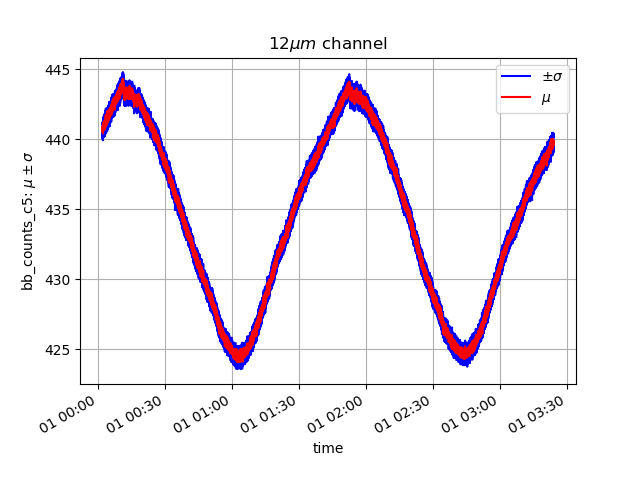 12μm channel
±σ
μ
bb_counts_c5: μ ± σ
445
440
435
430
425
01 00:00
01 00:30
01 01:00
01 01:30
01 02:00
01 02:30
01 03:00
01 03:30
time